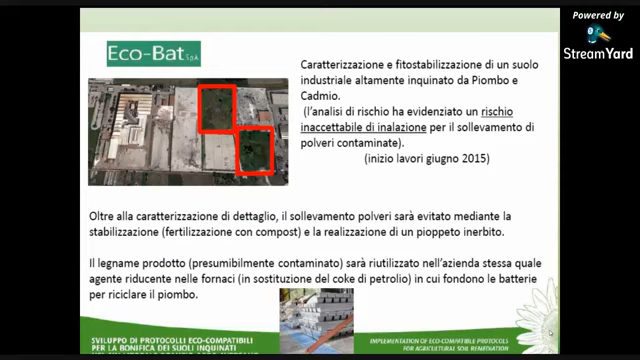 Powered by
StreamYard
Eco-Bat S.p.A.
Caratterizzazione e fitostabilizzazione di un suolo
industriale altamente inquinato da Piombo e
Cadmio.
(l'analisi di rischio ha evidenziato un rischio
inaccettabile di inalazione per il sollevamento di
polveri contaminate).
(inizio lavori giugno 2015)
Oltre alla caratterizzazione di dettaglio, il sollevamento polveri sarà evitato mediante la
stabilizzazione (fertilizzazione con compost) e la realizzazione di un pioppeto inerbito.
Il legname prodotto (presumibilmente contaminato) sarà riutilizzato nell'azienda stessa quale
agente riducente nelle fornaci (in sostituzione del coke di petrolio) in cui fondono le batterie
per riciclare il piombo.
SVILUPPO DI PROTOCOLLI ECO-COMPATIBILI
PER LA BONIFICA DEI SUOLI INQUINATI
IMPLEMENTATION OF ECO-COMPATIBLE PROTOCOLS
FOR AGRICULTURAL SOIL REMEDIATION